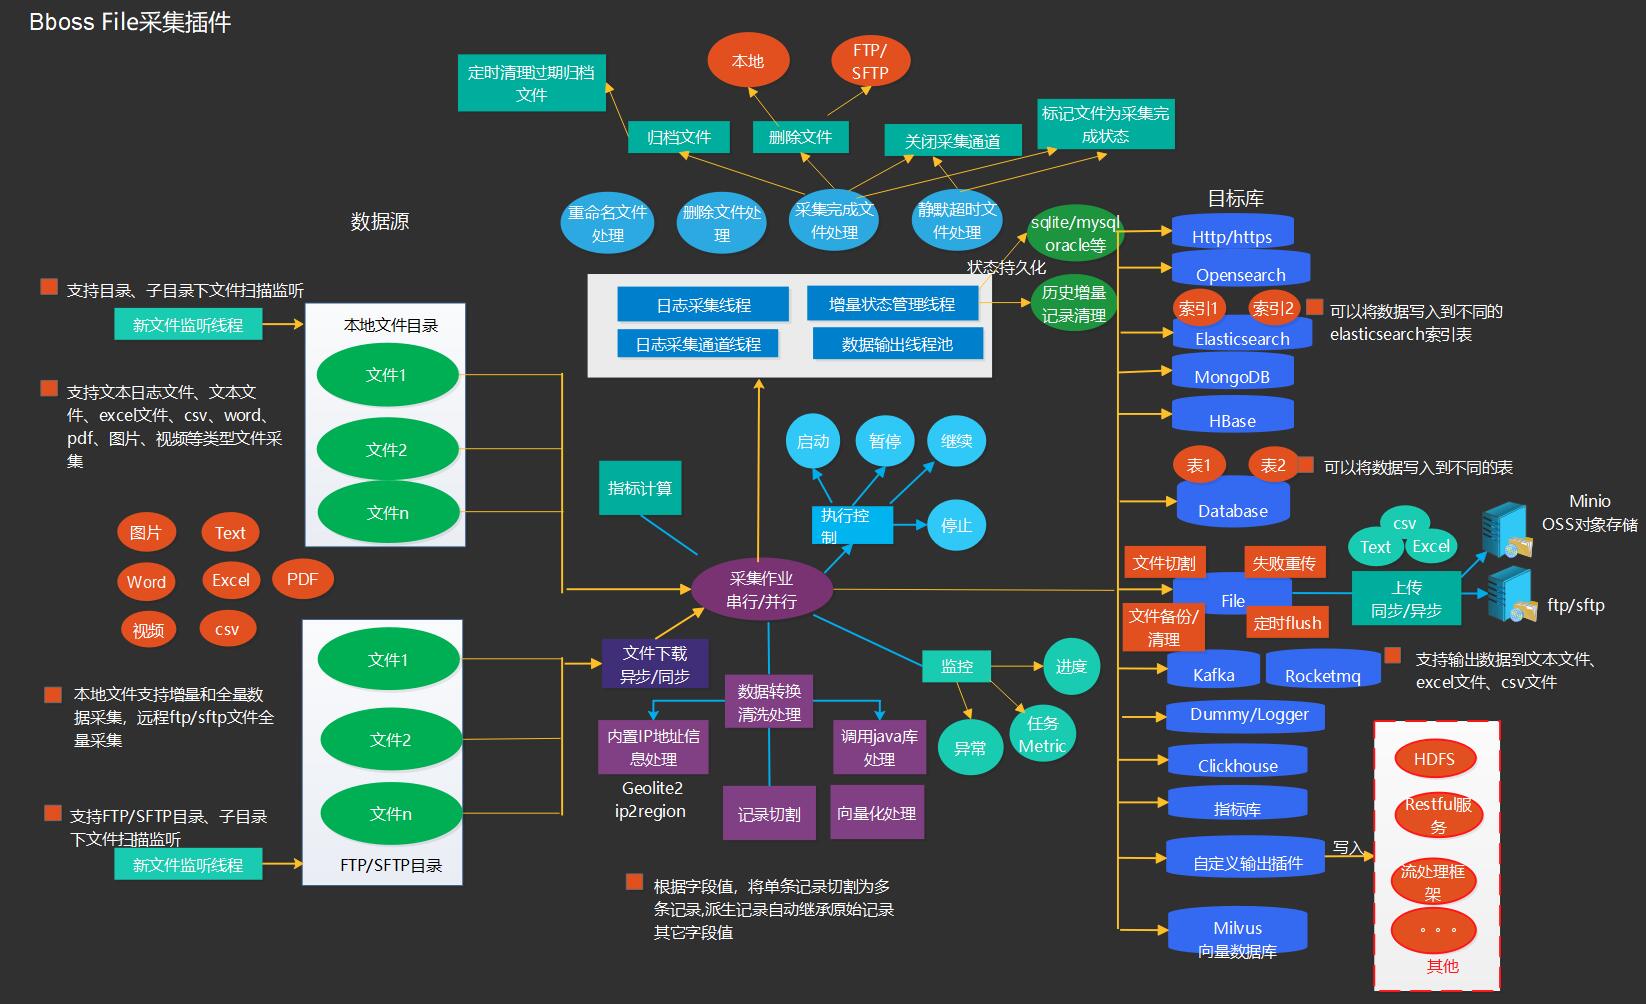 Bboss File采集插件
定时清理过期归档
文件
本地
FTP/
SFTP
归档文件
删除文件
关闭采集通道
标记文件为采集完
成状态
重命名文件
处理
删除文件处
理
采集完成文
件处理
静默超时文
件处理
数据源
支持目录、子目录下文件扫描监听
新文件监听线程
本地文件目录
文件1
文件2
文件n
支持文本日志文件、文本文
件、excel文件、csv、word、
pdf、图片、视频等类型文件采
集
图片
Text
Word
Excel
PDF
视频
csv
文件1
文件2
文件n
FTP/SFTP目录
本地文件支持增量和全量数
据采集，远程ftp/sftp文件全
量采集
支持FTP/SFTP目录、子目录
下文件扫描监听
新文件监听线程
日志采集线程
增量状态管理线程
日志采集通道线程
数据输出线程池
状态持久化
sqlite/mysql
oracle等
历史增量
记录清理
指标计算
启动
暂停
继续
执行控
制
停止
采集作业
串行/并行
文件下载
异步/同步
数据转换
清洗处理
内置IP地址信
息处理
Geolite2
ip2region
调用java库
处理
记录切割
向量化处理
根据字段值，将单条记录切割为多
条记录,派生记录自动继承原始记录
其它字段值
监控
进度
异常
任务
Metric
目标库
Http/https
Opensearch
索引1
索引2
Elasticsearch
可以将数据写入到不同的
elasticsearch索引表
MongoDB
HBase
表1
表2
可以将数据写入到不同的表
Database
文件切割
失败重传
File
文件备份/
清理
定时flush
csv
Text
Excel
上传
同步/异步
Minio
OSS对象存储
ftp/sftp
Kafka
Rocketmq
支持输出数据到文本文件、
excel文件、csv文件
Dummy/Logger
Clickhouse
指标库
自定义输出插件
写入
Milvus
向量数据库
HDFS
Restful服
务
流处理框
架
。。。
其他